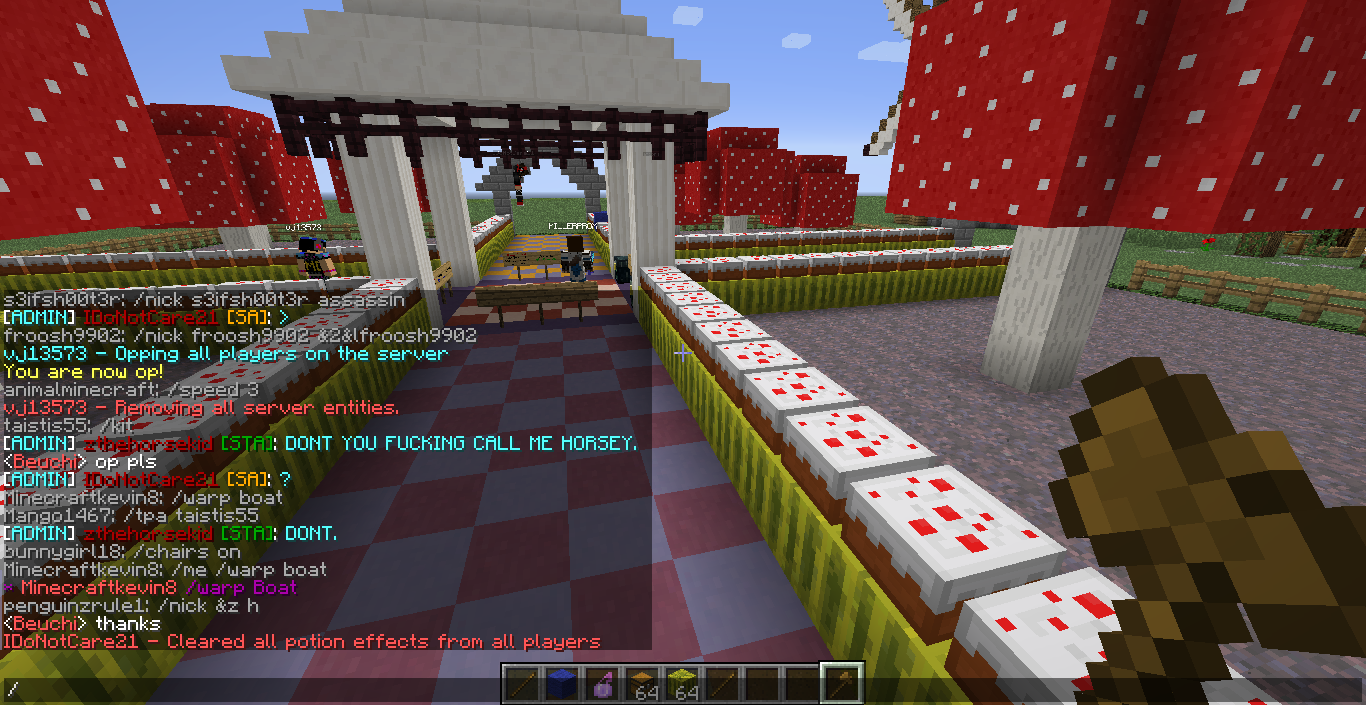 vj13573
s3ifsh00t3r: /nick s3ifsh00t3r assassin
[ADMIN] IDoNotCare21 [SA]: >
froosh9902: /nick froosh9902 &2&lfroosh9902
vj13573 - Opping all players on the server
You are now op!
animalminecraft: /speed 3
vj13573 - Removing all server entities.
taistis55: /kit
[ADMIN] zthehorsekid [STA]: DONT YOU FUCKING CALL ME HORSEY.
<Beuchi> op pls
[ADMIN] IDoNotCare21 [SA]: ?
Minecraftkevin8: /warp boat
Mango1467: /tpa taistis55
[ADMIN] zthehorsekid [STA]: DONT.
bunnygirl18: /chairs on
Minecraftkevin8: /me /warp boat
* Minecraftkevin8 /warp Boat
penguinzrule1: /nick &z h
<Beuchi> thanks
IDoNotCare21 - Cleared all potion effects from all players
/
64 64